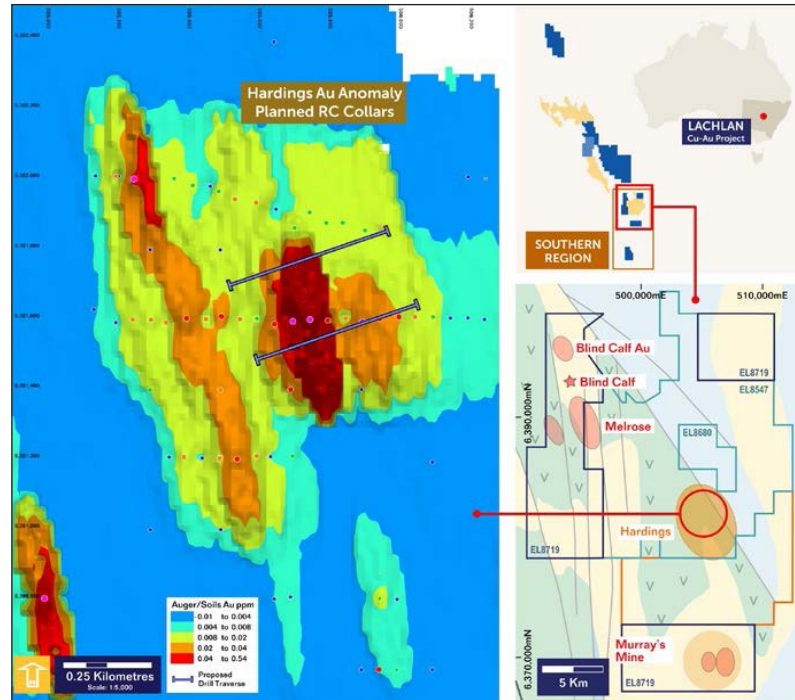 Hardings Au Anomaly
Planned RC Collars
Auger/Soils Au ppm
-0.01 to 0.004
0.004 to 0.008
0.008 to 0.02
0.02 to 0.04
0.04 to 0.54
Proposed
Drill Traverse
0.25 Kilometres
Scale: 1:5,000
LACHLAN
Cu-Au Project
SOUTHERN
REGION
500,000mE
510,000mE
6,390,000mN
6,370,000mN
Blind Calf Au
Blind Calf
Melrose
EL8719
EL8547
EL8680
Hardings
EL8719
Murray's
Mine
EL8719
5 Km